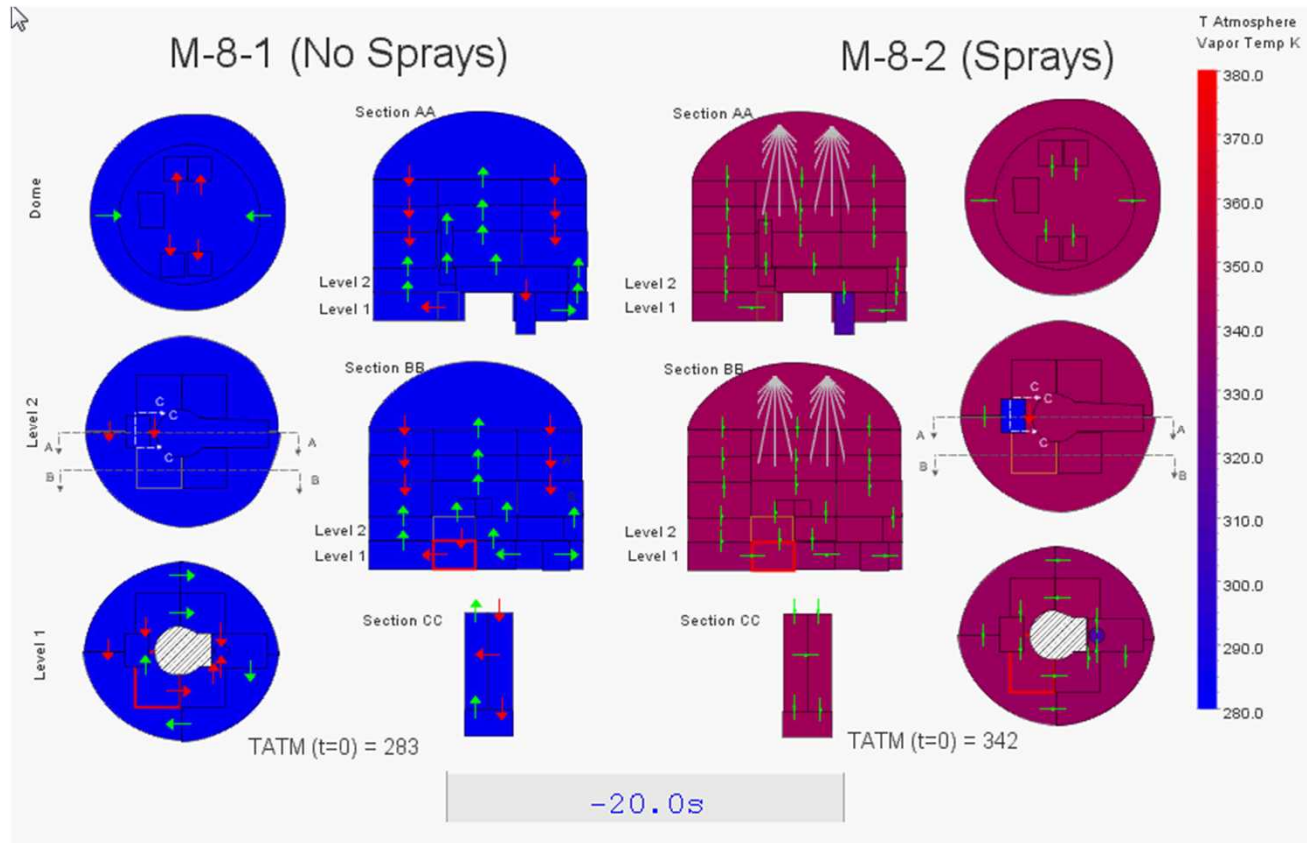 T Atmosphere
Vapor Temp K
M-8-1 (No Sprays)
M-8-2 (Sprays)
380.0
370.0
360.0
350.0
340.0
330.0
320.0
310.0
300.0
290.0
280.0
Section AA
Section AA
Dome
Level 2
Level 1
Level 2
Level 1
Section BB
Section BB
Level 2
C
C
C
A
A
B
B
C
C
C
A
A
B
B
Level 2
Level 1
Level 2
Level 1
Section CC
Section CC
Level 1
TATM (t=0) = 283
TATM (t=0) = 342
-20.0s